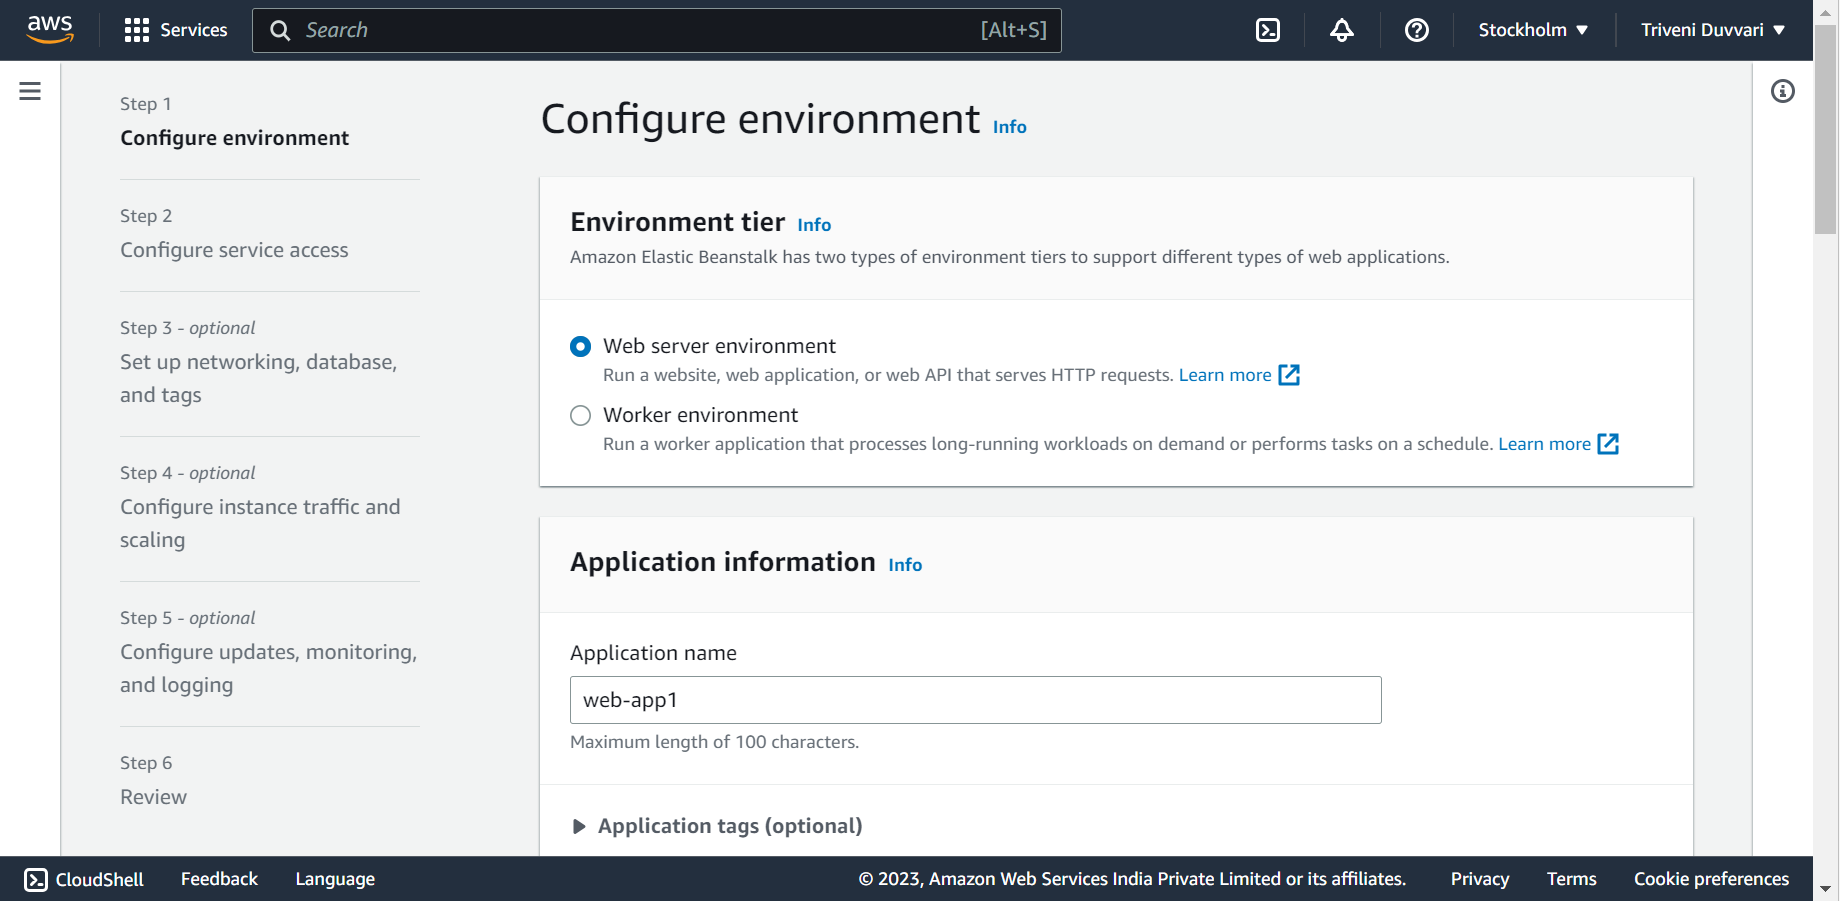 aws
Services
Search
[Alt+S]
Stockholm ▼
Triveni Duvvari ▼
Step 1
Configure environment
Step 2
Configure service access
Step 3 - optional
Set up networking, database,
and tags
Step 4 - optional
Configure instance traffic and
scaling
Step 5 - optional
Configure updates, monitoring,
and logging
Step 6
Review
Configure environment Info
Environment tier Info
Amazon Elastic Beanstalk has two types of environment tiers to support different types of web applications.
Web server environment
Run a website, web application, or web API that serves HTTP requests. Learn more
Worker environment
Run a worker application that processes long-running workloads on demand or performs tasks on a schedule. Learn more
Application information Info
Application name
web-app1
Maximum length of 100 characters.
Application tags (optional)
CloudShell
Feedback
Language
© 2023, Amazon Web Services India Private Limited or its affiliates.
Privacy
Terms
Cookie preferences